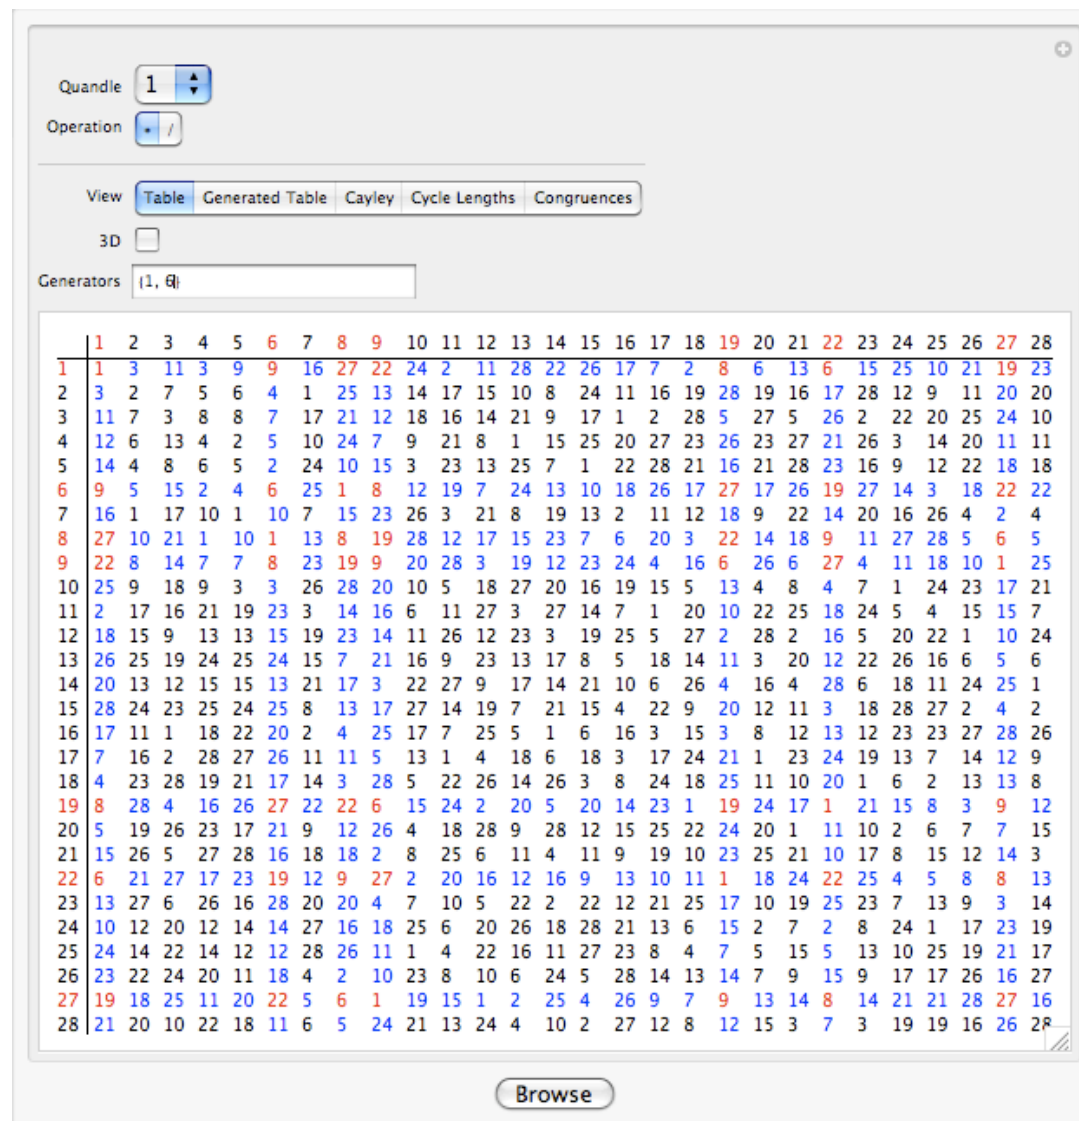 Quandle 1
Operation * /
View Table Generated Table Cayley Cycle Lengths Congruences
3D
Generators {1, 6}
1 2 3 4 5 6 7 8 9 10 11 12 13 14 15 16 17 18 19 20 21 22 23 24 25 26 27 28
1 1 3 11 3 9 9 16 27 22 24 2 11 28 22 26 17 7 2 8 6 13 6 15 25 10 21 19 23
2 3 2 7 5 6 4 1 25 13 14 17 15 10 8 24 11 16 19 28 19 16 17 28 12 9 11 20 20
3 11 7 3 8 8 7 17 21 12 18 16 14 21 9 17 1 2 28 5 27 5 26 2 22 20 25 24 10
4 12 6 13 4 2 5 10 24 7 9 21 8 1 15 25 20 27 23 26 23 27 21 26 3 14 20 11 11
5 14 4 8 6 5 2 24 10 15 3 23 13 25 7 1 22 28 21 16 21 28 23 16 9 12 22 18 18
6 9 5 15 2 4 6 25 1 8 12 19 7 24 13 10 18 26 17 27 17 26 19 27 14 3 18 22 22
7 16 1 17 10 1 10 7 15 23 26 3 21 8 19 13 2 11 12 18 9 22 14 20 16 26 4 2 4
8 27 10 21 1 10 1 13 8 19 28 12 17 15 23 7 6 20 3 22 14 18 9 11 27 28 5 6 5
9 22 8 14 7 7 8 23 19 9 20 28 3 19 12 23 24 4 16 6 26 6 27 4 11 18 10 1 25
10 25 9 18 9 3 3 26 28 20 10 5 18 27 20 16 19 15 5 13 4 8 4 7 1 24 23 17 21
11 2 17 16 21 19 23 3 14 16 6 11 27 3 27 14 7 1 20 10 22 25 18 24 5 4 15 15 7
12 18 15 9 13 13 15 19 23 14 11 26 12 23 3 19 25 5 27 2 28 2 16 5 20 22 1 10 24
13 26 25 19 24 25 24 15 7 21 16 9 23 13 17 8 5 18 14 11 3 20 12 22 26 16 6 5 6
14 20 13 12 15 15 13 21 17 3 22 27 9 17 14 21 10 6 26 4 16 4 28 6 18 11 24 25 1
15 28 24 23 25 24 25 8 13 17 27 14 19 7 21 15 4 22 9 20 12 11 3 18 28 27 2 4 2
16 17 11 1 18 22 20 2 4 25 17 7 25 5 1 6 16 3 15 3 8 12 13 12 23 23 27 28 26
17 7 16 2 28 27 26 11 11 5 13 1 4 18 6 18 3 17 24 21 1 23 24 19 13 7 14 12 9
18 4 23 28 19 21 17 14 3 28 5 22 26 14 26 3 8 24 18 25 11 10 20 1 6 2 13 13 8
19 8 28 4 16 26 27 22 22 6 15 24 2 20 5 20 14 23 1 19 24 17 1 21 15 8 3 9 12
20 5 19 26 23 17 21 9 12 26 4 18 28 9 28 12 15 25 22 24 20 1 11 10 2 6 7 7 15
21 15 26 5 27 28 16 18 18 2 8 25 6 11 4 11 9 19 10 23 25 21 10 17 8 15 12 14 3
22 6 21 27 17 23 19 12 9 27 2 20 16 12 16 9 13 10 11 1 18 24 22 25 4 5 8 8 13
23 13 27 6 26 16 28 20 20 4 7 10 5 22 2 22 12 21 25 17 10 19 25 23 7 13 9 3 14
24 10 12 20 12 14 14 27 16 18 25 6 20 26 18 28 21 13 6 15 2 7 2 8 24 1 17 23 19
25 24 14 22 14 12 12 28 26 11 1 4 22 16 11 27 23 8 4 7 5 15 5 13 10 25 19 21 17
26 23 22 24 20 11 18 4 2 10 23 8 10 6 24 5 28 14 13 14 7 9 15 9 17 17 26 16 27
27 19 18 25 11 20 22 5 6 1 19 15 1 2 25 4 26 9 7 9 13 14 8 14 21 21 28 27 16
28 21 20 10 22 18 11 6 5 24 21 13 24 4 10 2 27 12 8 12 15 3 7 3 19 19 16 26 28
Browse